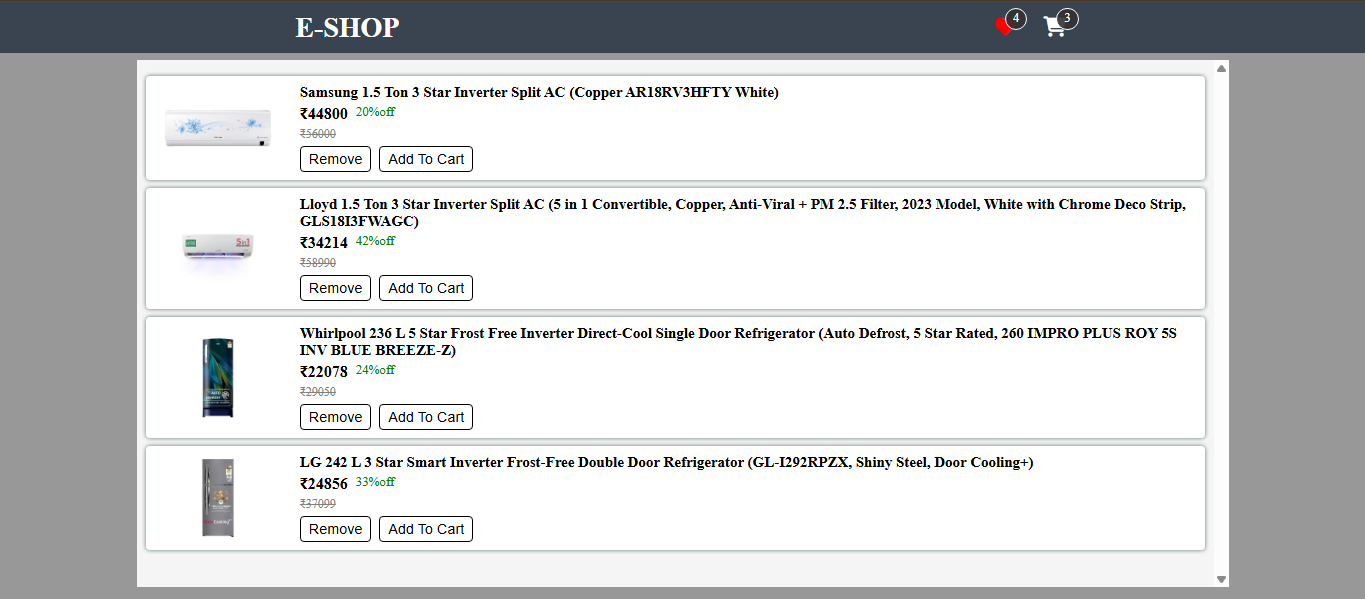 E-SHOP
4
3
Samsung 1.5 Ton 3 Star Inverter Split AC (Copper AR18RV3HFTY White)
₹44800 20%off
₹56000
Remove Add To Cart
Lloyd 1.5 Ton 3 Star Inverter Split AC (5 in 1 Convertible, Copper, Anti-Viral + PM 2.5 Filter, 2023 Model, White with Chrome Deco Strip,
GLS18I3FWAGC)
5in1
₹34214 42%off
₹58990
Remove Add To Cart
Whirlpool 236 L 5 Star Frost Free Inverter Direct-Cool Single Door Refrigerator (Auto Defrost, 5 Star Rated, 260 IMPRO PLUS ROY 5S
INV BLUE BREEZE-Z)
₹22078 24%off
₹29050
Remove Add To Cart
LG 242 L 3 Star Smart Inverter Frost-Free Double Door Refrigerator (GL-I292RPZX, Shiny Steel, Door Cooling+)
₹24856 33%off
₹37099
Remove Add To Cart